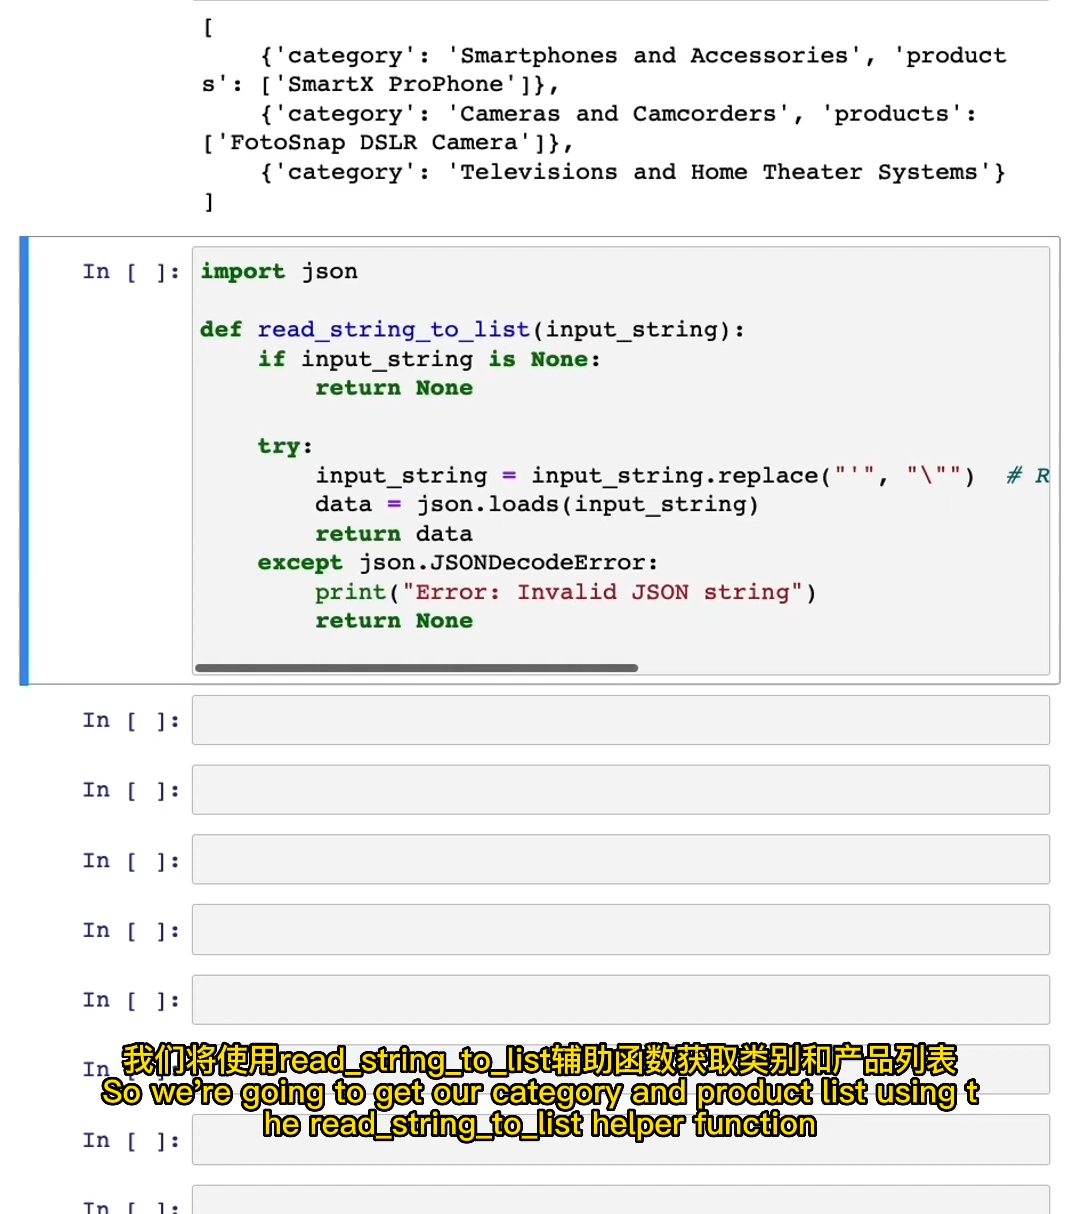 [
{'category': 'Smartphones and Accessories', 'product
s': ['SmartX ProPhone']},
{'category': 'Cameras and Camcorders', 'products':
['FotoSnap DSLR Camera']},
{'category': 'Televisions and Home Theater Systems'}
]
In [ ]: import json
def read_string_to_list(input_string):
if input_string is None:
return None
try:
input_string = input_string.replace("'", "\"") # R
data = json.loads(input_string)
return data
except json.JSONDecodeError:
print("Error: Invalid JSON string")
return None
In [ ]:
In [ ]:
In [ ]:
In [ ]:
In [ ]:
In [ ]:
我们将使用read_string_to_list辅助函数获取类别和产品列表
So we're going to get our category and product list using t
he read_string_to_list helper function
In [ ]:
In [ ]: